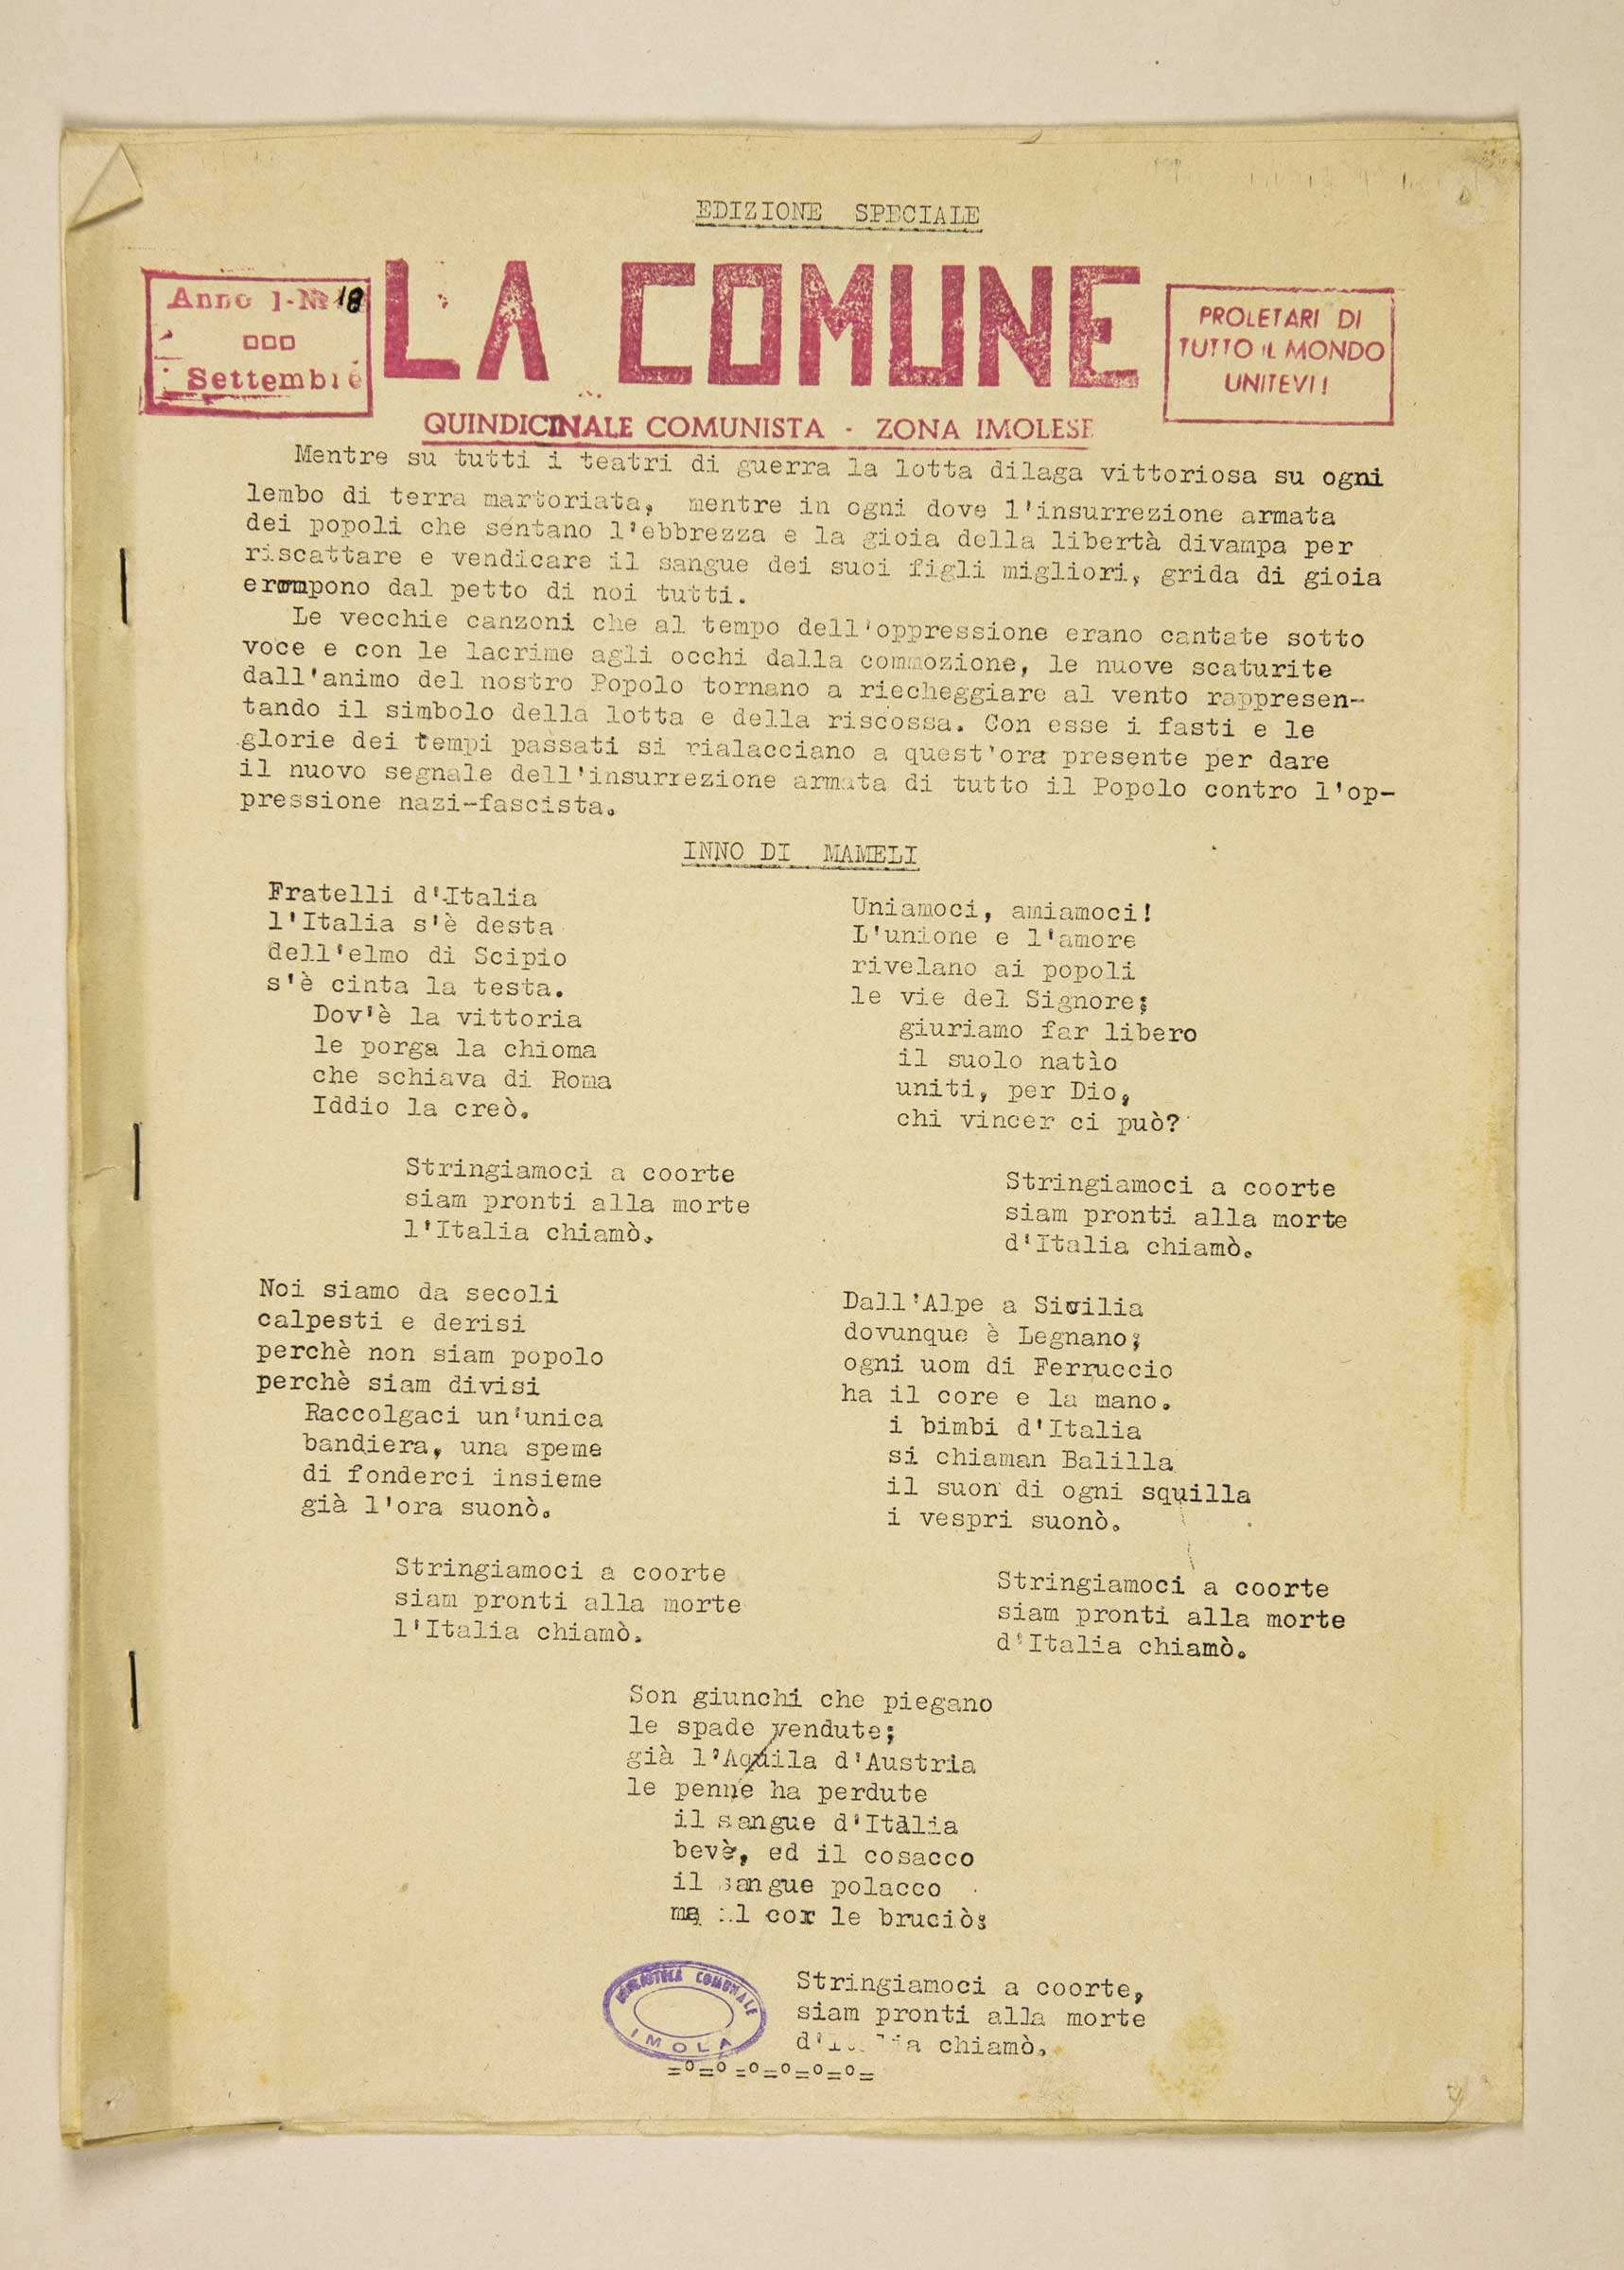 EDIZIONE SPECIALE
Anno I - N° 18
Settembre
LA COMUNE
PROLETARI DI
TUTTO IL MONDO
UNITEVI!
QUINDICINALE COMUNISTA - ZONA IMOLESE
Mentre su tutti i teatri di guerra la lotta dilaga vittoriosa su ogni
lembo di terra martoriata, mentre in ogni dove l'insurrezione armata
dei popoli che sentano l'ebbrezza e la gioia della libertà divampa per
riscattare e vendicare il sangue dei suoi figli migliori, grida di gioia
erompono dal petto di noi tutti.
Le vecchie canzoni che al tempo dell'oppressione erano cantate sotto
voce e con le lacrime agli occhi dalla commozione, le nuove scaturite
dall'animo del nostro Popolo tornano a riecheggiare al vento rappresen-
tando il simbolo della lotta e della riscossa. Con esse i fasti e le
glorie dei tempi passati si rialacciano a quest'ora presente per dare
il nuovo segnale dell'insurrezione armata di tutto il Popolo contro l'op-
pressione nazi-fascista.
INNO DI MAMELI
Fratelli d'Italia
l'Italia s'è desta
dell'elmo di Scipio
s'è cinta la testa.
Dov'è la vittoria
le porga la chioma
che schiava di Roma
Iddio la creò.
Stringiamoci a coorte
siam pronti alla morte
l'Italia chiamò.
Noi siamo da secoli
calpesti e derisi
perchè non siam popolo
perchè siam divisi
Raccolgaci un'unica
bandiera, una speme
di fonderci insieme
già l'ora suonò.
Stringiamoci a coorte
siam pronti alla morte
l'Italia chiamò.
Uniamoci, amiamoci!
L'unione e l'amore
rivelano ai popoli
le vie del Signore;
giuriamo far libero
il suolo natìo
uniti, per Dio,
chi vincer ci può?
Stringiamoci a coorte
siam pronti alla morte
d'Italia chiamò.
Dall'Alpe a Sicilia
dovunque è Legnano;
ogni uom di Ferruccio
ha il core e la mano.
i bimbi d'Italia
si chiaman Balilla
il suon di ogni squilla
i vespri suonò.
Stringiamoci a coorte
siam pronti alla morte
d'Italia chiamò.
Son giunchi che piegano
le spade vendute;
già l'Aquila d'Austria
le penne ha perdute
il sangue d'Italia
bevè, ed il cosacco
il sangue polacco
ma il cor le bruciò:
Stringiamoci a coorte,
siam pronti alla morte
d'Italia chiamò.
BIBLIOTECA COMUNALE
IMOLA
=°=°=°=°=°=°=